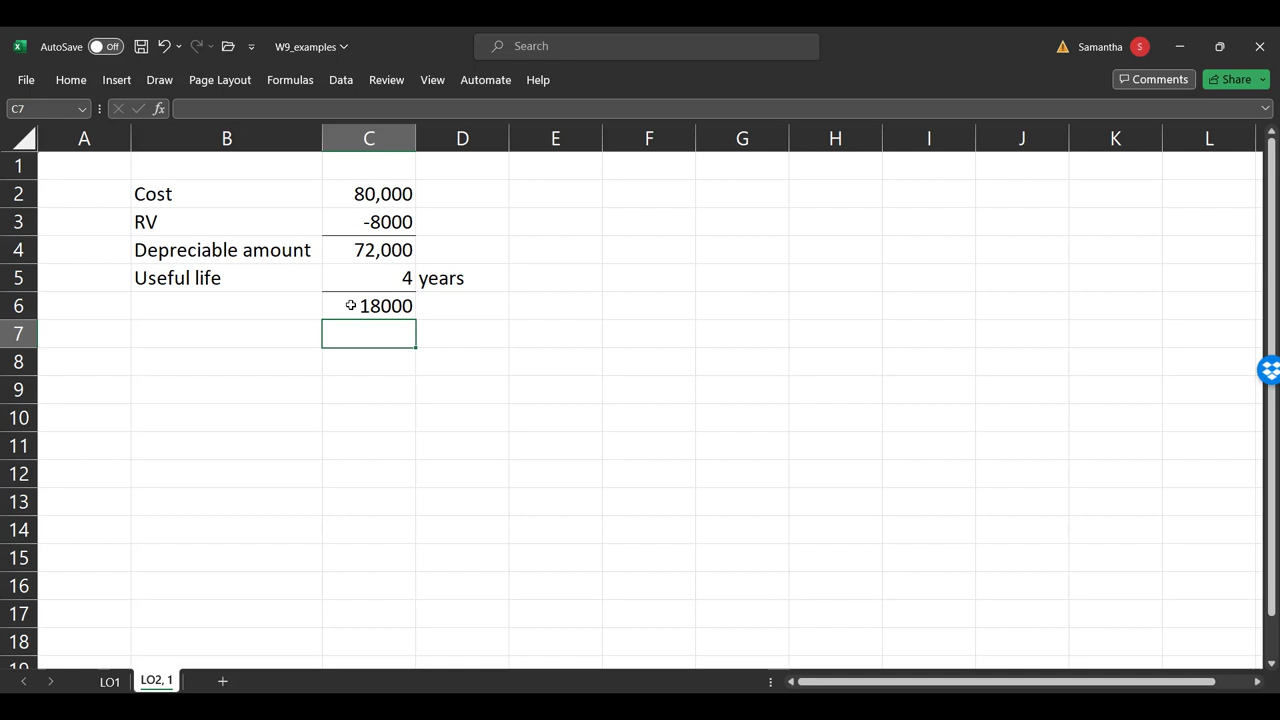 AutoSave Off W9_examples Search Samantha S
File Home Insert Draw Page Layout Formulas Data Review View Automate Help Comments Share
C7 fx
A B C D E F G H I J K L
1
2 Cost 80,000
3 RV -8000
4 Depreciable amount 72,000
5 Useful life 4 years
6 18000
7
8
9
10
11
12
13
14
15
16
17
18
19
LO1 LO2, 1